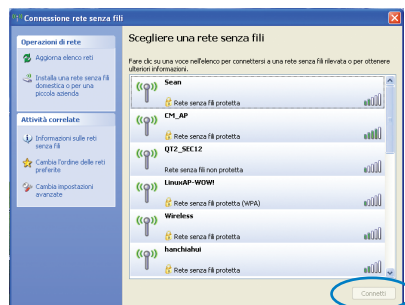 Connessione rete senza fili
Operazioni di rete
Aggiorna elenco reti
Installa una rete senza fili
domestica o per una
piccola azienda
Attività correlate
Informazioni sulle reti
senza fili
Cambia l'ordine delle reti
preferite
Cambia impostazioni
avanzate
Scegliere una rete senza fili
Fare clic su una voce nell'elenco per connettersi a una rete senza fili rilevata o per ottenere
ulteriori informazioni.
Sean
Rete senza fili protetta
CM_AP
Rete senza fili protetta
QT2_SEC12
Rete senza fili non protetta
LinuxAP-WOW!
Rete senza fili protetta (WPA)
Wireless
Rete senza fili protetta
hanchiahui
Rete senza fili protetta
Connetti